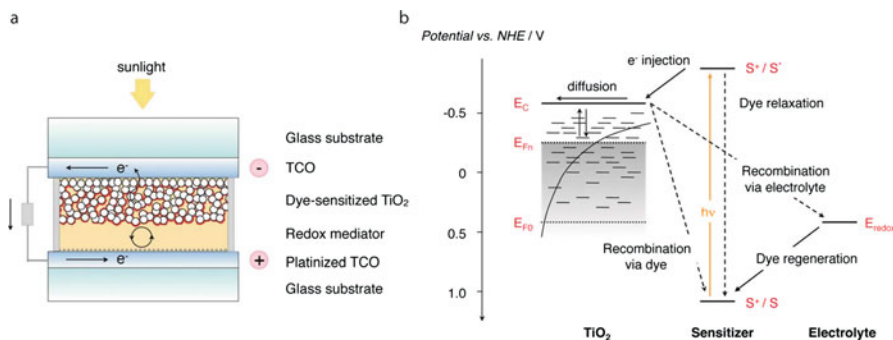 a
sunlight
Glass substrate
e⁻
TCO
-
Dye-sensitized TiO₂
Redox mediator
e⁻
Platinized TCO
+
Glass substrate
b
Potential vs. NHE / V
-0.5
0
0.5
1.0
e⁻ injection
S⁺ / S*
diffusion
E_C
Dye relaxation
E_Fn
Recombination
via electrolyte
hν
E_F0
E_redox
Recombination
via dye
Dye regeneration
S⁺ / S
TiO₂
Sensitizer
Electrolyte